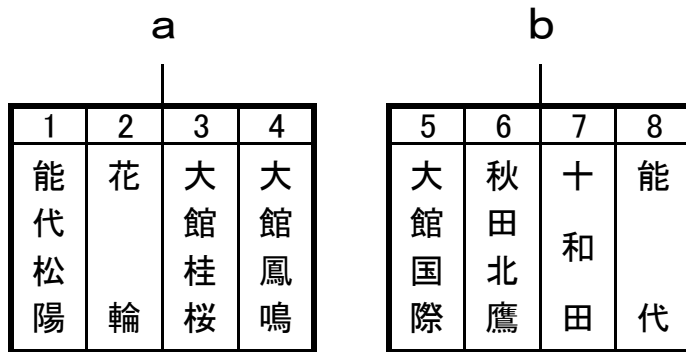 a
b
1 2 3 4
5 6 7 8
能代松陽
花輪
大館桂桜
大館鳳鳴
大館国際
秋田北鷹
十和田
能代